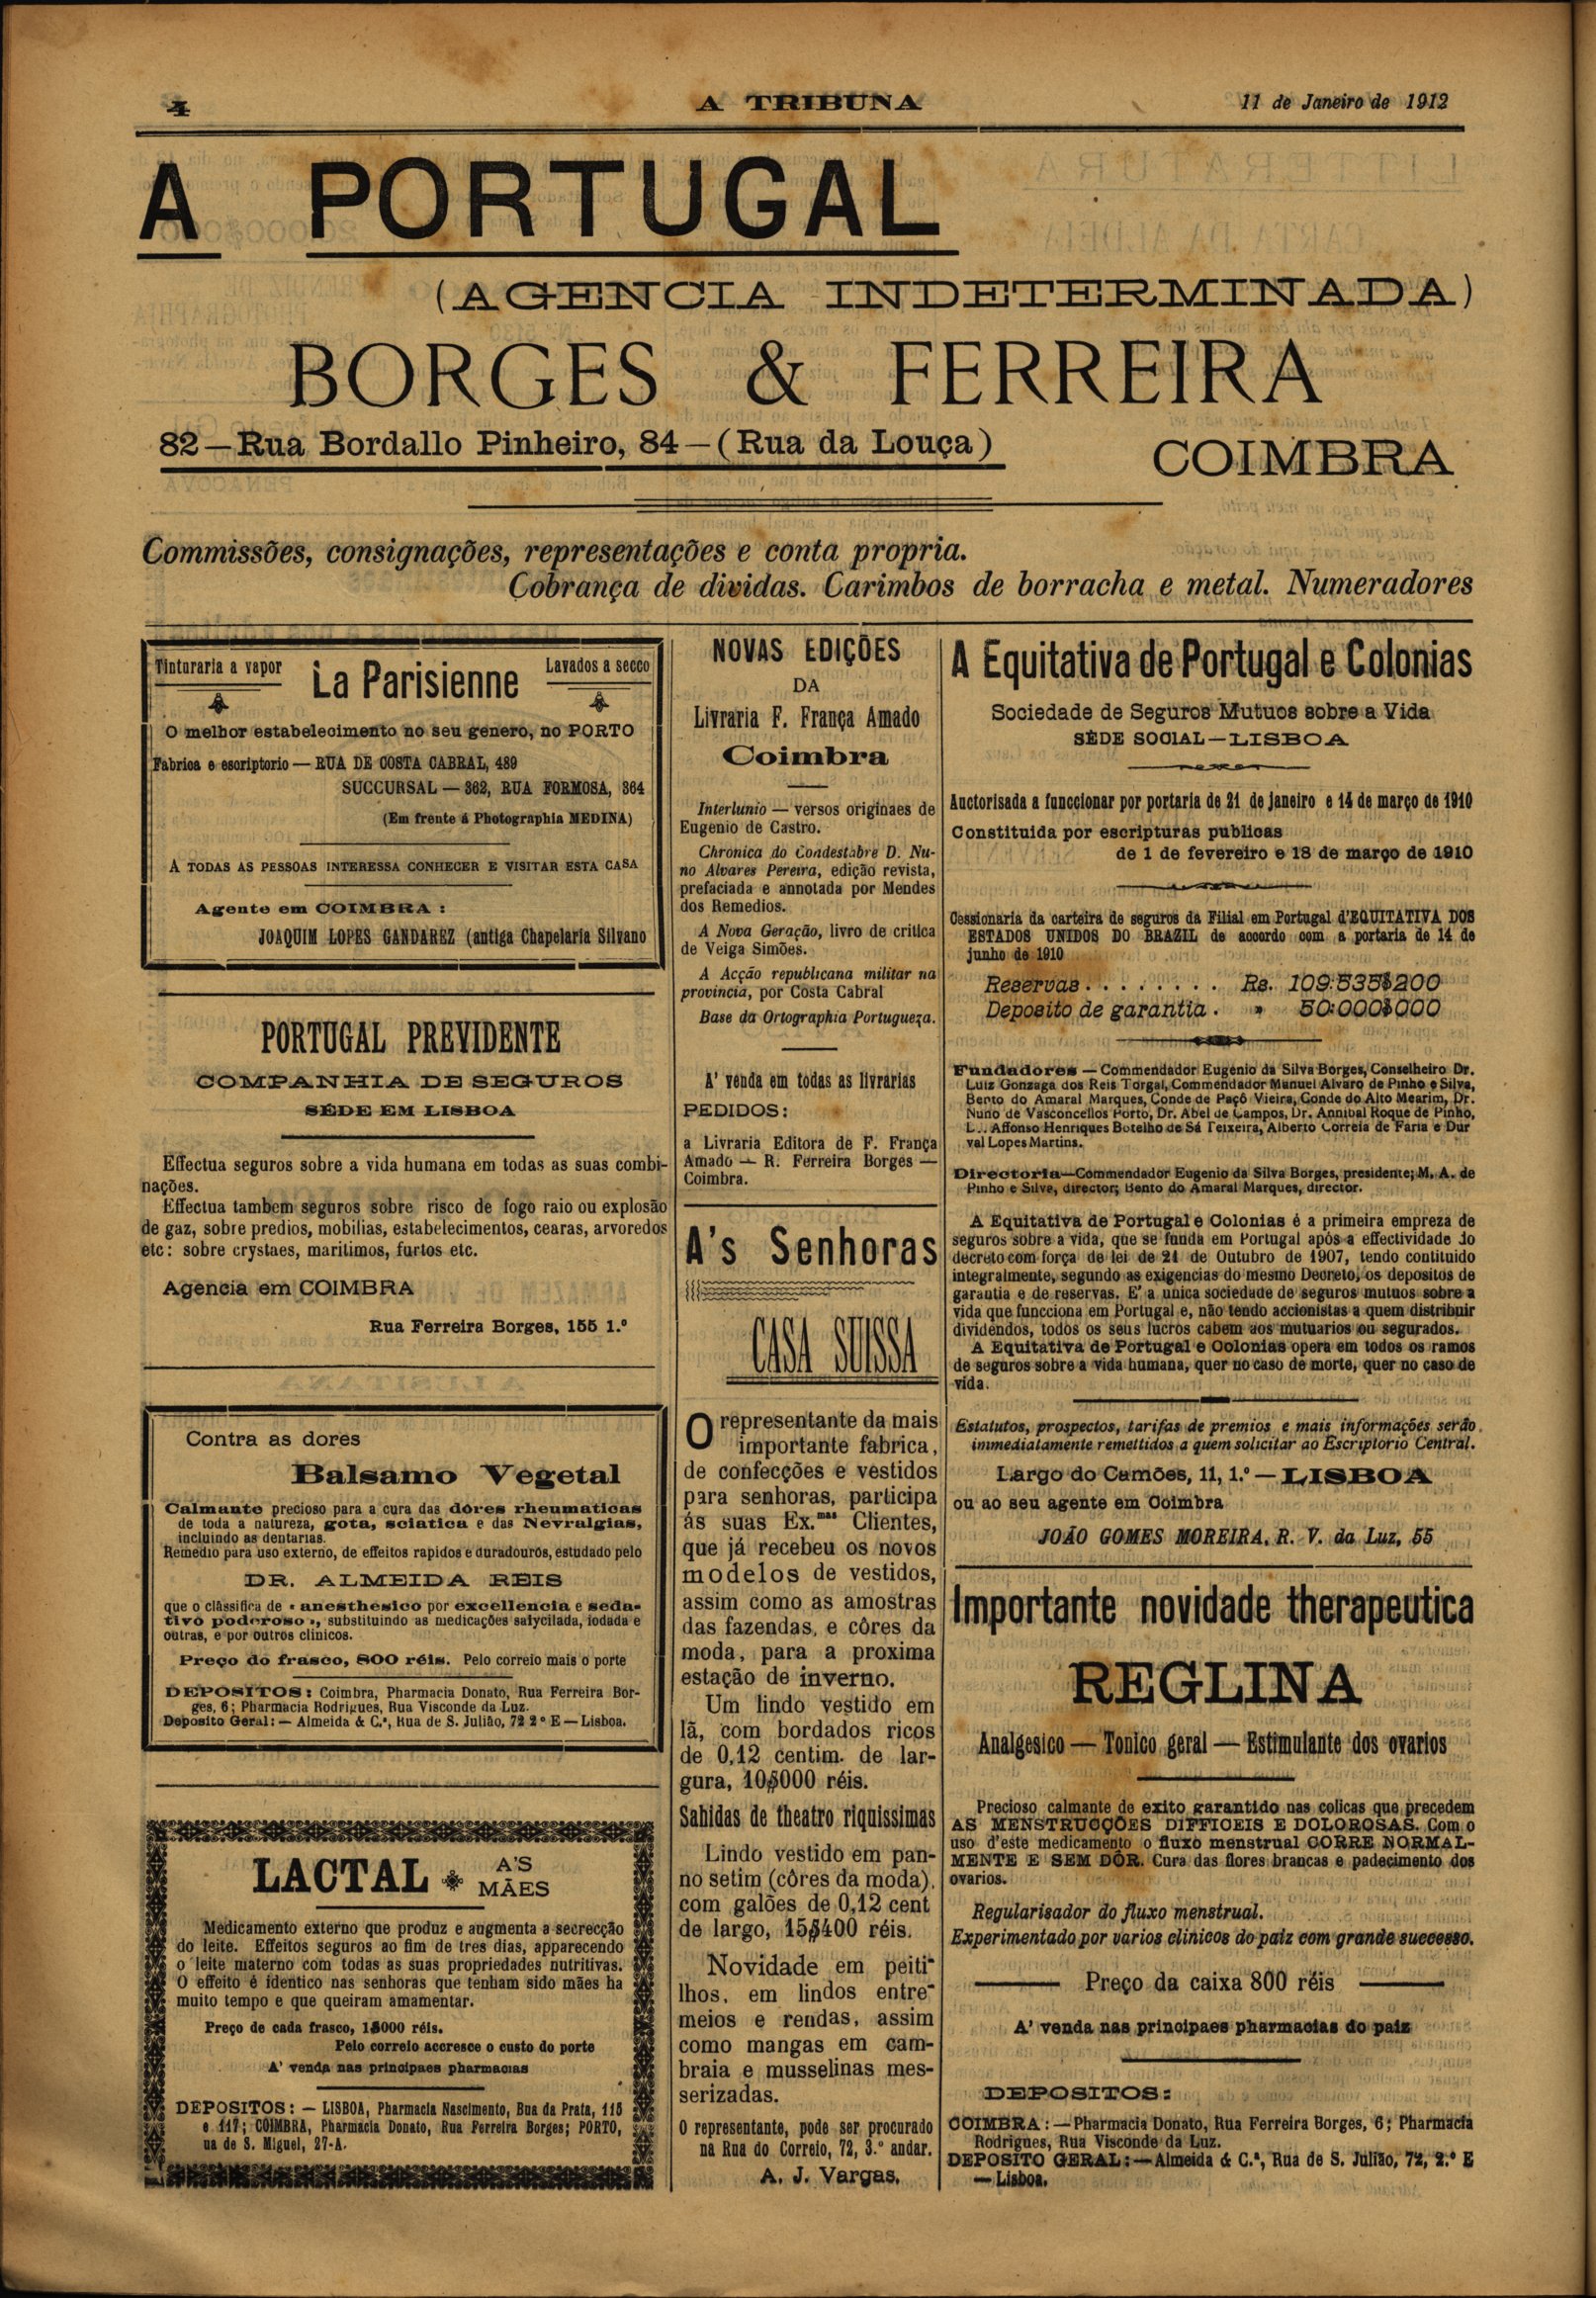 4
A TRIBUNA
11 de Janeiro de 1912
A PORTUGAL
(AGENCIA INDETERMINADA)
BORGES & FERREIRA
82—Rua Bordallo Pinheiro, 84—(Rua da Louça)
COIMBRA
Commissões, consignações, representações e conta propria.
Cobrança de dividas. Carimbos de borracha e metal. Numeradores
Tinturaria a vapor
La Parisienne
Lavados a secco
O melhor estabelecimento no seu genero, no PORTO
Fabrica e escriptorio — RUA DE COSTA CABRAL, 489
SUCCURSAL — 362, RUA FORMOSA, 364
(Em frente á Photographia MEDINA)
A TODAS AS PESSOAS INTERESSA CONHECER E VISITAR ESTA CASA
Agente em COIMBRA :
JOAQUIM LOPES GANDAREZ (antiga Chapelaria Silvano
PORTUGAL PREVIDENTE
COMPANHIA DE SEGUROS
SÉDE EM LISBOA
Effectua seguros sobre a vida humana em todas as suas combi-
nações.
Effectua tambem seguros sobre risco de fogo raio ou explosão
de gaz, sobre predios, mobilias, estabelecimentos, cearas, arvoredos
etc: sobre crystaes, maritimos, furtos etc.
Agencia em COIMBRA
Rua Ferreira Borges, 155 1.º
Contra as dores
Balsamo Vegetal
Calmante precioso para a cura das dôres rheumaticas
de toda a natureza, gota, sciatica e das Nevralgias,
incluindo as dentarias.
Remedio para uso externo, de effeitos rapidos e duradouros, estudado pelo
DR. ALMEIDA REIS
que o classifica de « anesthesico por excellencia e seda-
tivo poderoso », substituindo as medicações salycilada, iodada e
outras, e por outros clinicos.
Preço do frasco, 800 réis. Pelo correio mais o porte
DEPOSITOS: Coimbra, Pharmacia Donato, Rua Ferreira Bor-
ges, 6; Pharmacia Rodrigues, Rua Visconde da Luz.
Deposito Geral: — Almeida & C.ª, Rua de S. Julião, 72 2º E — Lisboa.
LACTAL
A'S
MÃES
Medicamento externo que produz e augmenta a secrecção
do leite. Effeitos seguros ao fim de tres dias, apparecendo
o leite materno com todas as suas propriedades nutritivas.
O effeito é identico nas senhoras que tenham sido mães ha
muito tempo e que queiram amamentar.
Preço de cada frasco, 1$000 réis.
Pelo correio accresce o custo do porte
A' venda nas principaes pharmacias
DEPOSITOS: — LISBOA, Pharmacia Nascimento, Bua da Prata, 115
e 117; COIMBRA, Pharmacia Donato, Rua Ferreira Borges; PORTO,
ua de S. Miguel, 27-A.
NOVAS EDIÇÕES
DA
Livraria F. França Amado
Coimbra
Interlunio — versos originaes de
Eugenio de Castro.
Chronica do Condestabre D. Nu-
no Alvares Pereira, edição revista,
prefaciada e annotada por Mendes
dos Remedios.
A Nova Geração, livro de critica
de Veiga Simões.
A Acção republicana militar na
provincia, por Costa Cabral
Base da Ortographia Portugueza.
A' venda em todas as livrarias
PEDIDOS:
a Livraria Editora de F. França
Amado — R. Ferreira Borges —
Coimbra.
A's Senhoras
CASA SUISSA
O representante da mais
importante fabrica,
de confecções e vestidos
para senhoras, participa
ás suas Ex.mas Clientes,
que já recebeu os novos
modelos de vestidos,
assim como as amostras
das fazendas, e côres da
moda, para a proxima
estação de inverno.
Um lindo vestido em
lã, com bordados ricos
de 0,12 centim. de lar-
gura, 10$000 réis.
Sahidas de theatro riquissimas
Lindo vestido em pan-
no setim (côres da moda),
com galões de 0,12 cent
de largo, 15$400 réis.
Novidade em peiti-
lhos, em lindos entre-
meios e rendas, assim
como mangas em cam-
braia e musselinas mes-
serizadas.
O representante, pode ser procurado
na Rua do Correio, 72, 3.º andar.
A. J. Vargas.
A Equitativa de Portugal e Colonias
Sociedade de Seguros Mutuos sobre a Vida
SÉDE SOCIAL—LISBOA
Auctorisada a funccionar por portaria de 21 de janeiro e 14 de março de 1910
Constituida por escripturas publicas
de 1 de fevereiro e 18 de março de 1910
Cessionaria da carteira de seguros da Filial em Portugal d'EQUITATIVA DOS
ESTADOS UNIDOS DO BRAZIL de accordo com a portaria de 14 de
junho de 1910
Reservas . . . . . . . . Rs. 109:535$200
Deposito de garantia . » 50:000$000
Fundadores — Commendador Eugenio da Silva Borges, Conselheiro Dr.
Luiz Gonzaga dos Reis Torgal, Commendador Manuel Alvaro de Pinho e Silva,
Bento do Amaral Marques, Conde de Paçô Vieira, Conde do Alto Mearim, Dr.
Nuno de Vasconcellos Porto, Dr. Abel de Campos, Dr. Annibal Roque de Pinho,
Affonso Henriques Botelho de Sá Teixeira, Alberto Correia de Faria e Dur
val Lopes Martins.
Directoria—Commendador Eugenio da Silva Borges, presidente; M. A. de
Pinho e Silve, director; Bento do Amaral Marques, director.
A Equitativa de Portugal e Colonias é a primeira empreza de
seguros sobre a vida, que se funda em Portugal após a effectividade do
decreto com força de lei de 21 de Outubro de 1907, tendo contituido
integralmente, segundo as exigencias do mesmo Decreto, os depositos de
garantia e de reservas. E' a unica sociedade de seguros mutuos sobre a
vida que funcciona em Portugal e, não tendo accionistas a quem distribuir
dividendos, todos os seus lucros cabem aos mutuarios ou segurados.
A Equitativa de Portugal e Colonias opera em todos os ramos
de seguros sobre a vida humana, quer no caso de morte, quer no caso de
vida.
Estatutos, prospectos, tarifas de premios e mais informações serão
immediatamente remettidos a quem solicitar ao Escriptorio Central.
Largo do Camões, 11, 1.º — LISBOA
ou ao seu agente em Coimbra
JOÃO GOMES MOREIRA, R. V. da Luz, 55
Importante novidade therapeutica
REGLINA
Analgesico — Tonico geral — Estimulante dos ovarios
Precioso calmante de exito garantido nas colicas que precedem
AS MENSTRUCÇÕES DIFFICEIS E DOLOROSAS. Com o
uso d'este medicamento o fluxo menstrual CORRE NORMAL-
MENTE E SEM DÔR. Cura das flores brancas e padecimento dos
ovarios.
Regularisador do fluxo menstrual.
Experimentado por varios clinicos do paiz com grande successo.
Preço da caixa 800 réis
A' venda nas principaes pharmacias do paiz
DEPOSITOS:
COIMBRA: — Pharmacia Donato, Rua Ferreira Borges, 6; Pharmacia
Rodrigues, Rua Visconde da Luz.
DEPOSITO GERAL: — Almeida & C.ª, Rua de S. Julião, 72, 2.º E
— Lisboa.